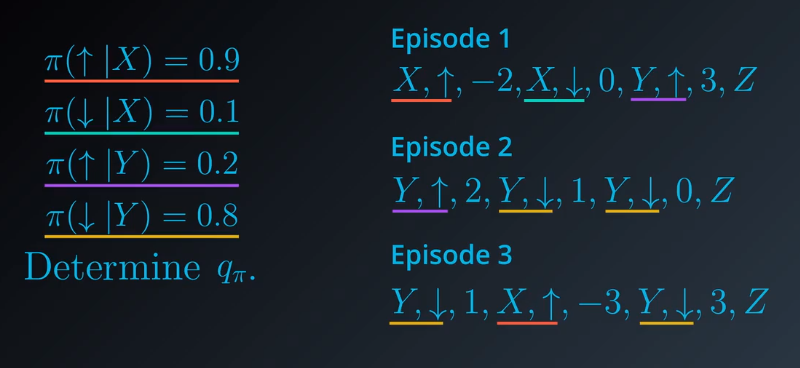 π(↑ |X) = 0.9
π(↓ |X) = 0.1
π(↑ |Y) = 0.2
π(↓ |Y) = 0.8
Determine qπ.
Episode 1
X, ↑, −2, X, ↓, 0, Y, ↑, 3, Z
Episode 2
Y, ↑, 2, Y, ↓, 1, Y, ↓, 0, Z
Episode 3
Y, ↓, 1, X, ↑, −3, Y, ↓, 3, Z